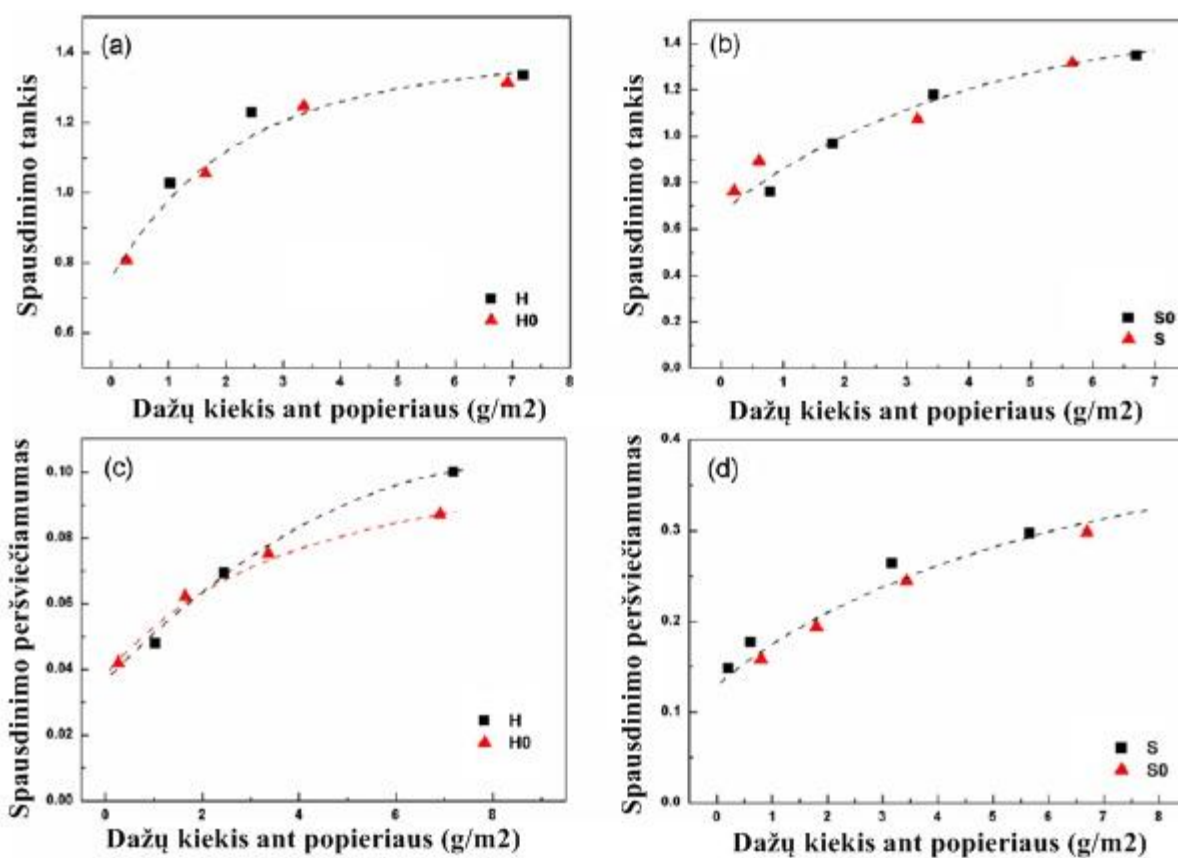 (a)
Spausdinimo tankis
1.4
1.2
1.0
0.8
0.6
H
H0
0 1 2 3 4 5 6 7 8
Dažų kiekis ant popieriaus (g/m2)
(b)
Spausdinimo tankis
1.4
1.2
1.0
0.8
0.6
0.4
0.2
0.0
S0
S
0 1 2 3 4 5 6 7
Dažų kiekis ant popieriaus (g/m2)
(c)
Spausdinimo peršviečiamumas
0.10
0.08
0.06
0.04
0.02
0.00
H
H0
0 2 4 6 8
Dažų kiekis ant popieriaus (g/m2)
(d)
Spausdinimo peršviečiamumas
0.4
0.3
0.2
0.1
0.0
S
S0
0 1 2 3 4 5 6 7 8
Dažų kiekis ant popieriaus (g/m2)